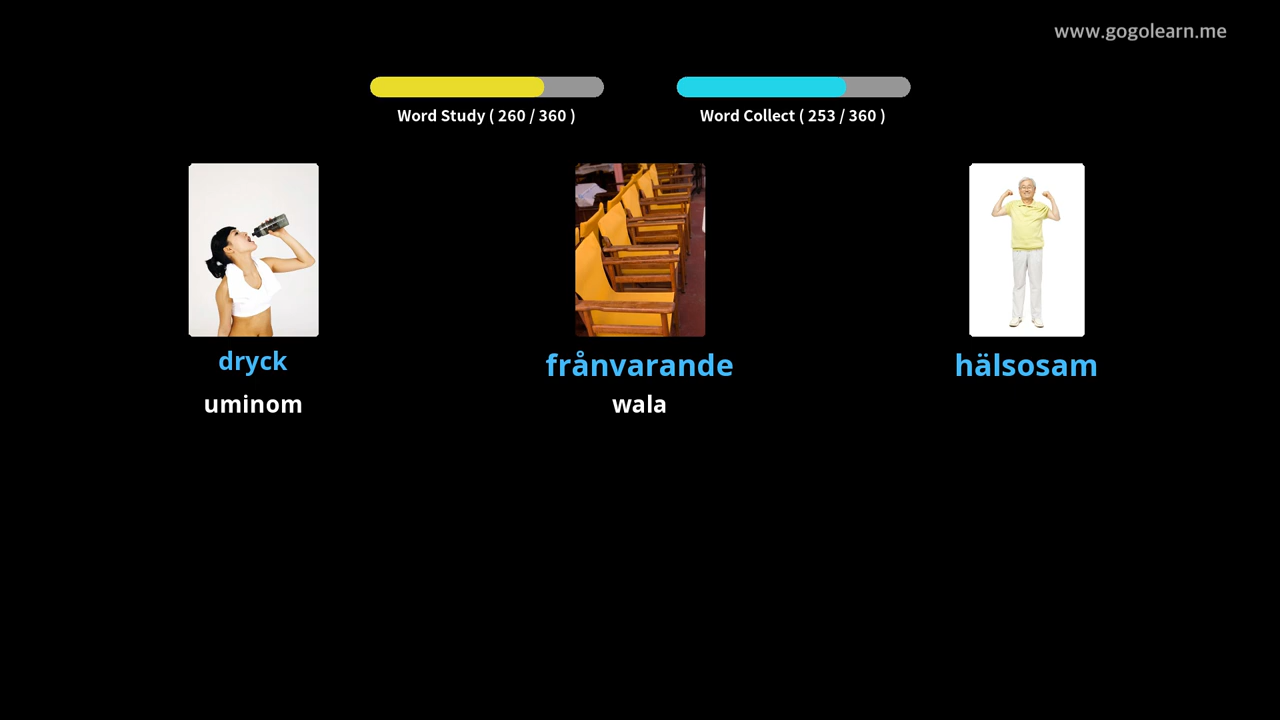 www.gogolearn.me
Word Study ( 260 / 360 )
Word Collect ( 253 / 360 )
dryck
frånvarande
hälsosam
uminom
wala